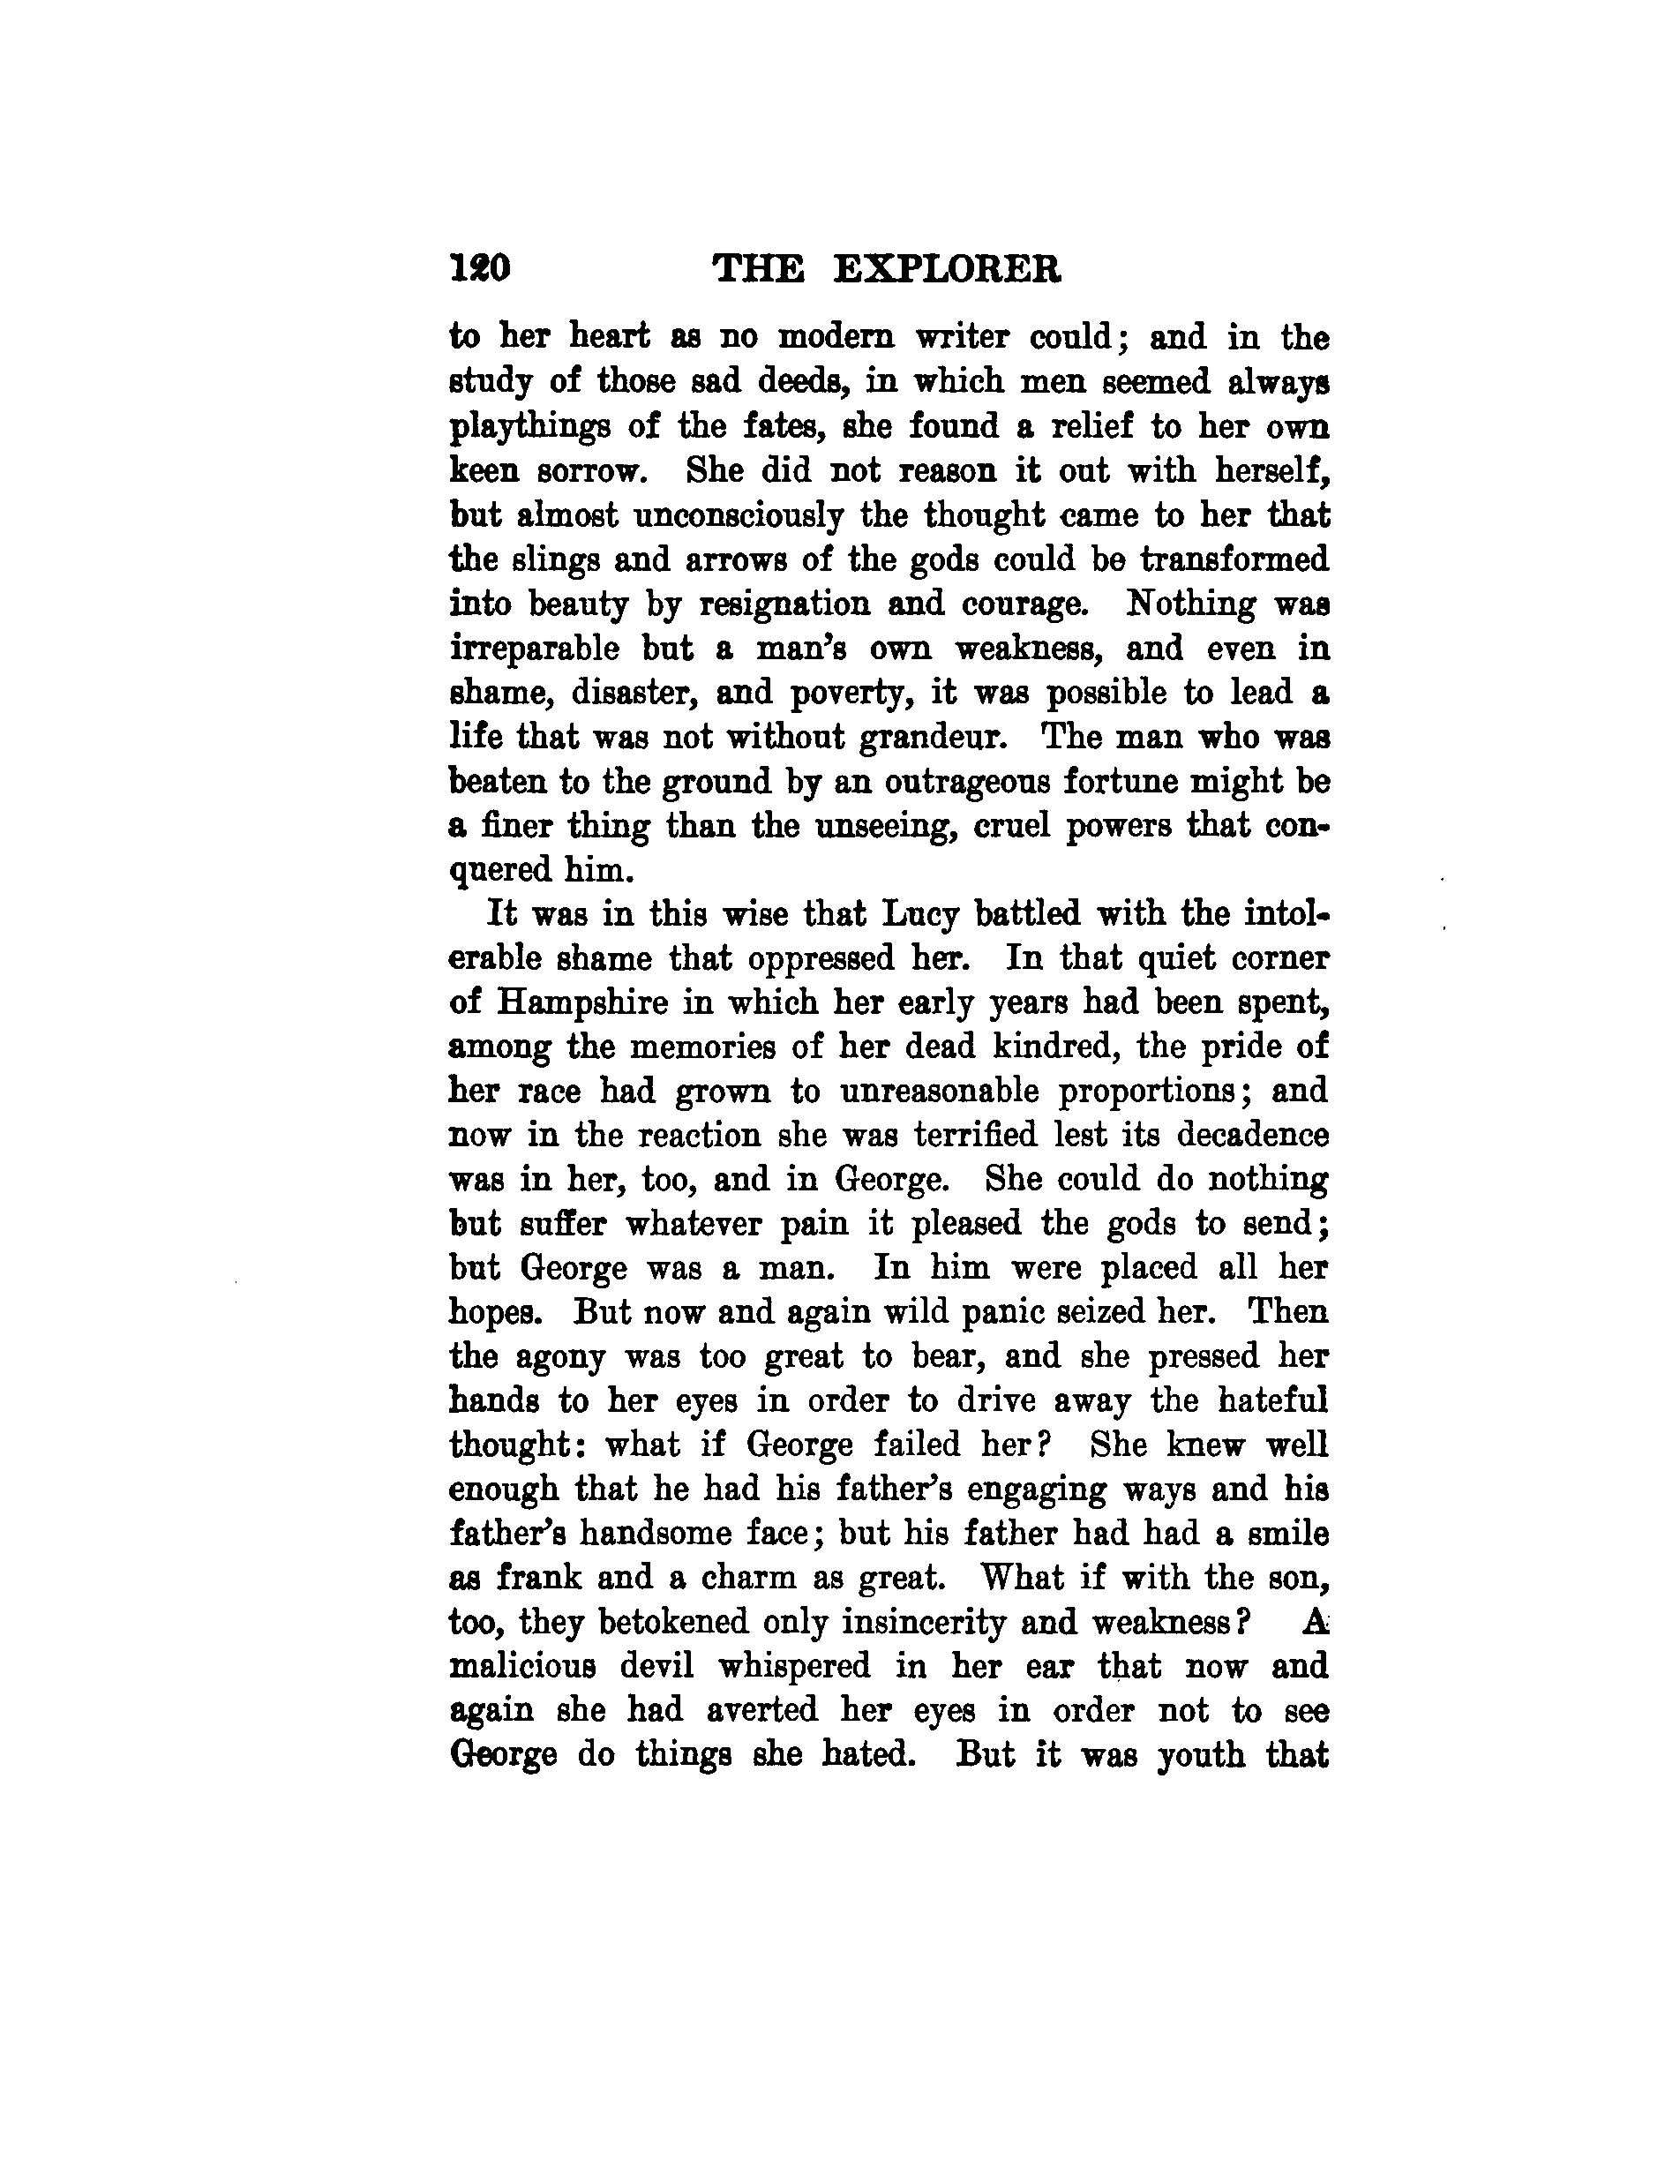 120 THE EXPLORER
to her heart as no modern writer could; and in the
study of those sad deeds, in which men seemed always
playthings of the fates, she found a relief to her own
keen sorrow. She did not reason it out with herself,
but almost unconsciously the thought came to her that
the slings and arrows of the gods could be transformed
into beauty by resignation and courage. Nothing was
irreparable but a man's own weakness, and even in
shame, disaster, and poverty, it was possible to lead a
life that was not without grandeur. The man who was
beaten to the ground by an outrageous fortune might be
a finer thing than the unseeing, cruel powers that con-
quered him.
It was in this wise that Lucy battled with the intol-
erable shame that oppressed her. In that quiet corner
of Hampshire in which her early years had been spent,
among the memories of her dead kindred, the pride of
her race had grown to unreasonable proportions; and
now in the reaction she was terrified lest its decadence
was in her, too, and in George. She could do nothing
but suffer whatever pain it pleased the gods to send;
but George was a man. In him were placed all her
hopes. But now and again wild panic seized her. Then
the agony was too great to bear, and she pressed her
hands to her eyes in order to drive away the hateful
thought: what if George failed her? She knew well
enough that he had his father's engaging ways and his
father's handsome face; but his father had had a smile
as frank and a charm as great. What if with the son,
too, they betokened only insincerity and weakness? A
malicious devil whispered in her ear that now and
again she had averted her eyes in order not to see
George do things she hated. But it was youth that